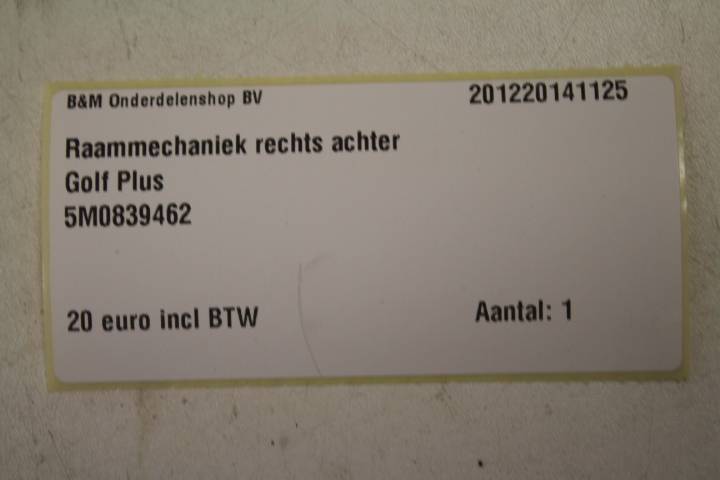 B&M Onderdelenshop BV 201220141125
Raammechaniek rechts achter
Golf Plus
5M0839462
20 euro incl BTW Aantal: 1